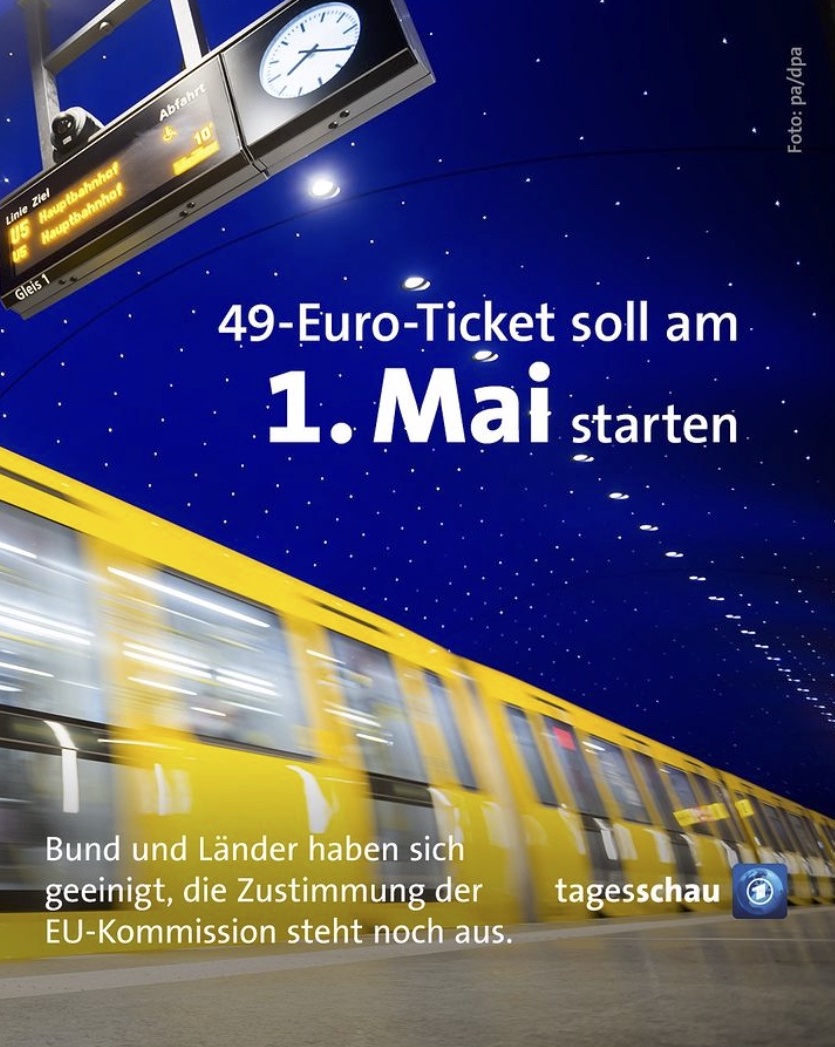 Foto: pa/dpa
Abfahrt
Linie Ziel
U5 Hauptbahnhof 10'
U5 Hauptbahnhof
Gleis 1
49-Euro-Ticket soll am
1. Mai starten
Bund und Länder haben sich
geeinigt, die Zustimmung der
EU-Kommission steht noch aus.
tagesschau